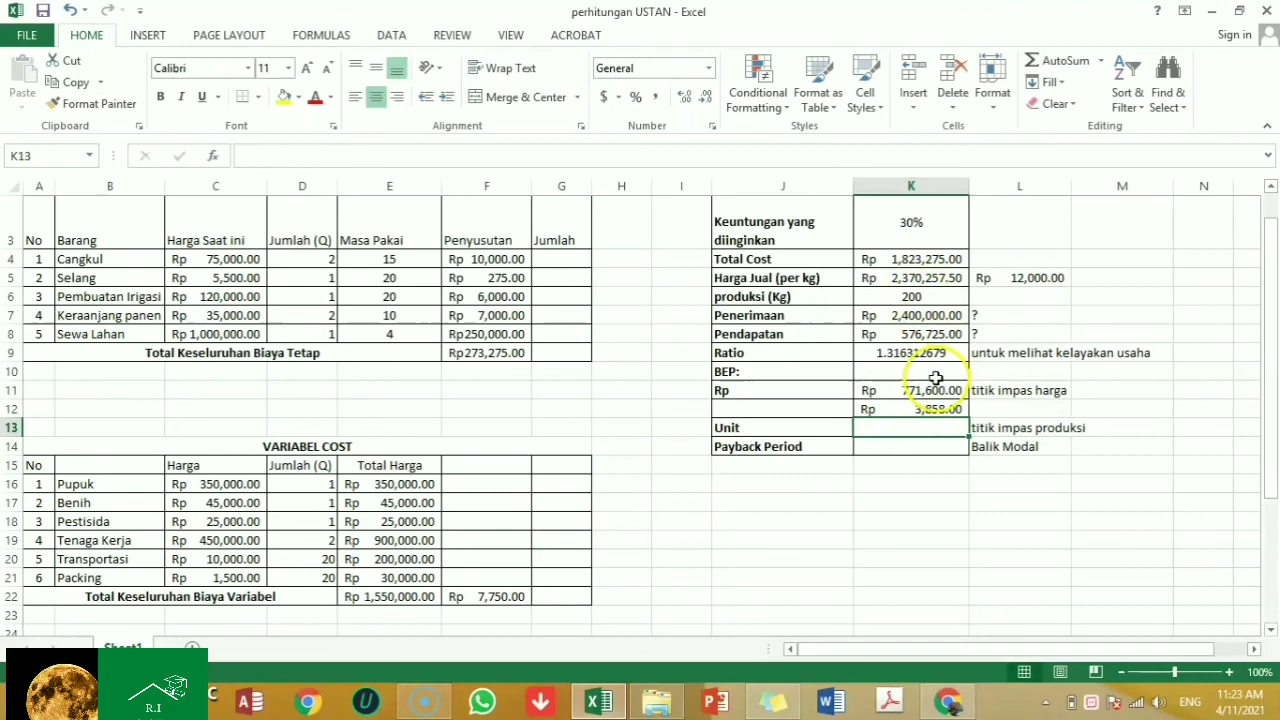 perhitungan USTAN - Excel
FILE HOME INSERT PAGE LAYOUT FORMULAS DATA REVIEW VIEW ACROBAT Sign in
Paste Cut Copy Format Painter Calibri 11 B I U Wrap Text Merge & Center General $ % , Conditional Formatting Format as Table Cell Styles Insert Delete Format AutoSum Fill Clear Sort & Filter Find & Select
Clipboard Font Alignment Number Styles Cells Editing
K13 fx
A B C D E F G H I J K L M N
3 No Barang Harga Saat ini Jumlah (Q) Masa Pakai Penyusutan Jumlah Keuntungan yang diinginkan 30%
4 1 Cangkul Rp 75,000.00 2 15 Rp 10,000.00 Total Cost Rp 1,823,275.00
5 2 Selang Rp 5,500.00 1 20 Rp 275.00 Harga Jual (per kg) Rp 2,370,257.50 Rp 12,000.00
6 3 Pembuatan Irigasi Rp 120,000.00 1 20 Rp 6,000.00 produksi (Kg) 200
7 4 Keraanjang panen Rp 35,000.00 2 10 Rp 7,000.00 Penerimaan Rp 2,400,000.00 ?
8 5 Sewa Lahan Rp 1,000,000.00 1 4 Rp250,000.00 Pendapatan Rp 576,725.00 ?
9 Total Keseluruhan Biaya Tetap Rp273,275.00 Ratio 1.316312679 untuk melihat kelayakan usaha
10 BEP:
11 Rp Rp 771,600.00 titik impas harga
12 Rp 3,858.00
13 Unit titik impas produksi
14 VARIABEL COST Payback Period Balik Modal
15 No Harga Jumlah (Q) Total Harga
16 1 Pupuk Rp 350,000.00 1 Rp 350,000.00
17 2 Benih Rp 45,000.00 1 Rp 45,000.00
18 3 Pestisida Rp 25,000.00 1 Rp 25,000.00
19 4 Tenaga Kerja Rp 450,000.00 2 Rp 900,000.00
20 5 Transportasi Rp 10,000.00 20 Rp 200,000.00
21 6 Packing Rp 1,500.00 20 Rp 30,000.00
22 Total Keseluruhan Biaya Variabel Rp 1,550,000.00 Rp 7,750.00
23
24
Sheet1
100%
R.I
ENG
11:23 AM
4/11/2021